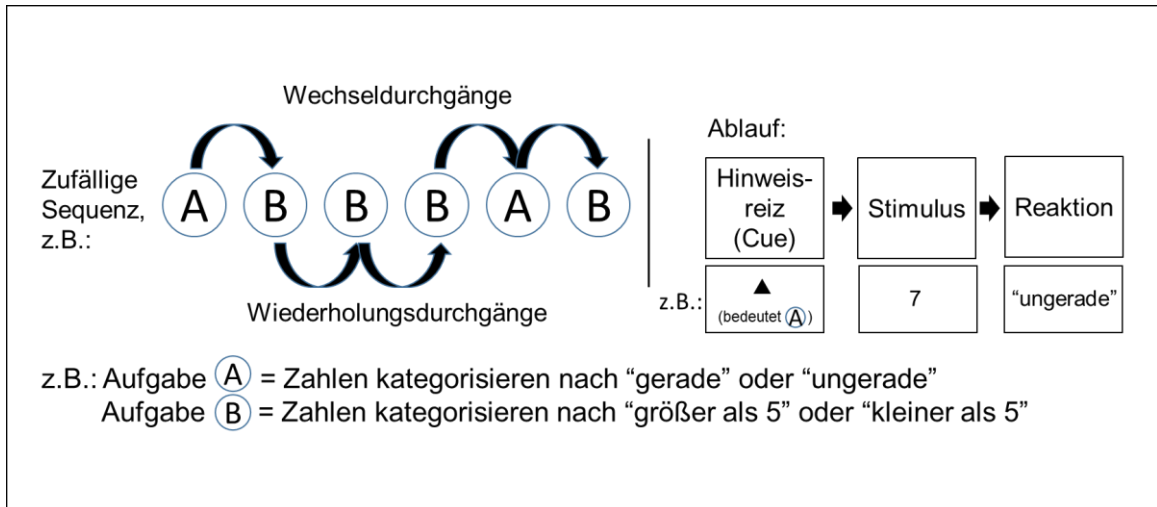 Wechseldurchgänge
Zufällige
Sequenz,
z.B.:
A B B B A B
Wiederholungsdurchgänge
Ablauf:
Hinweis-
reiz
(Cue)
Stimulus
Reaktion
z.B.:
▲
(bedeutet A)
7
“ungerade”
z.B.: Aufgabe A = Zahlen kategorisieren nach “gerade” oder “ungerade”
Aufgabe B = Zahlen kategorisieren nach “größer als 5” oder “kleiner als 5”